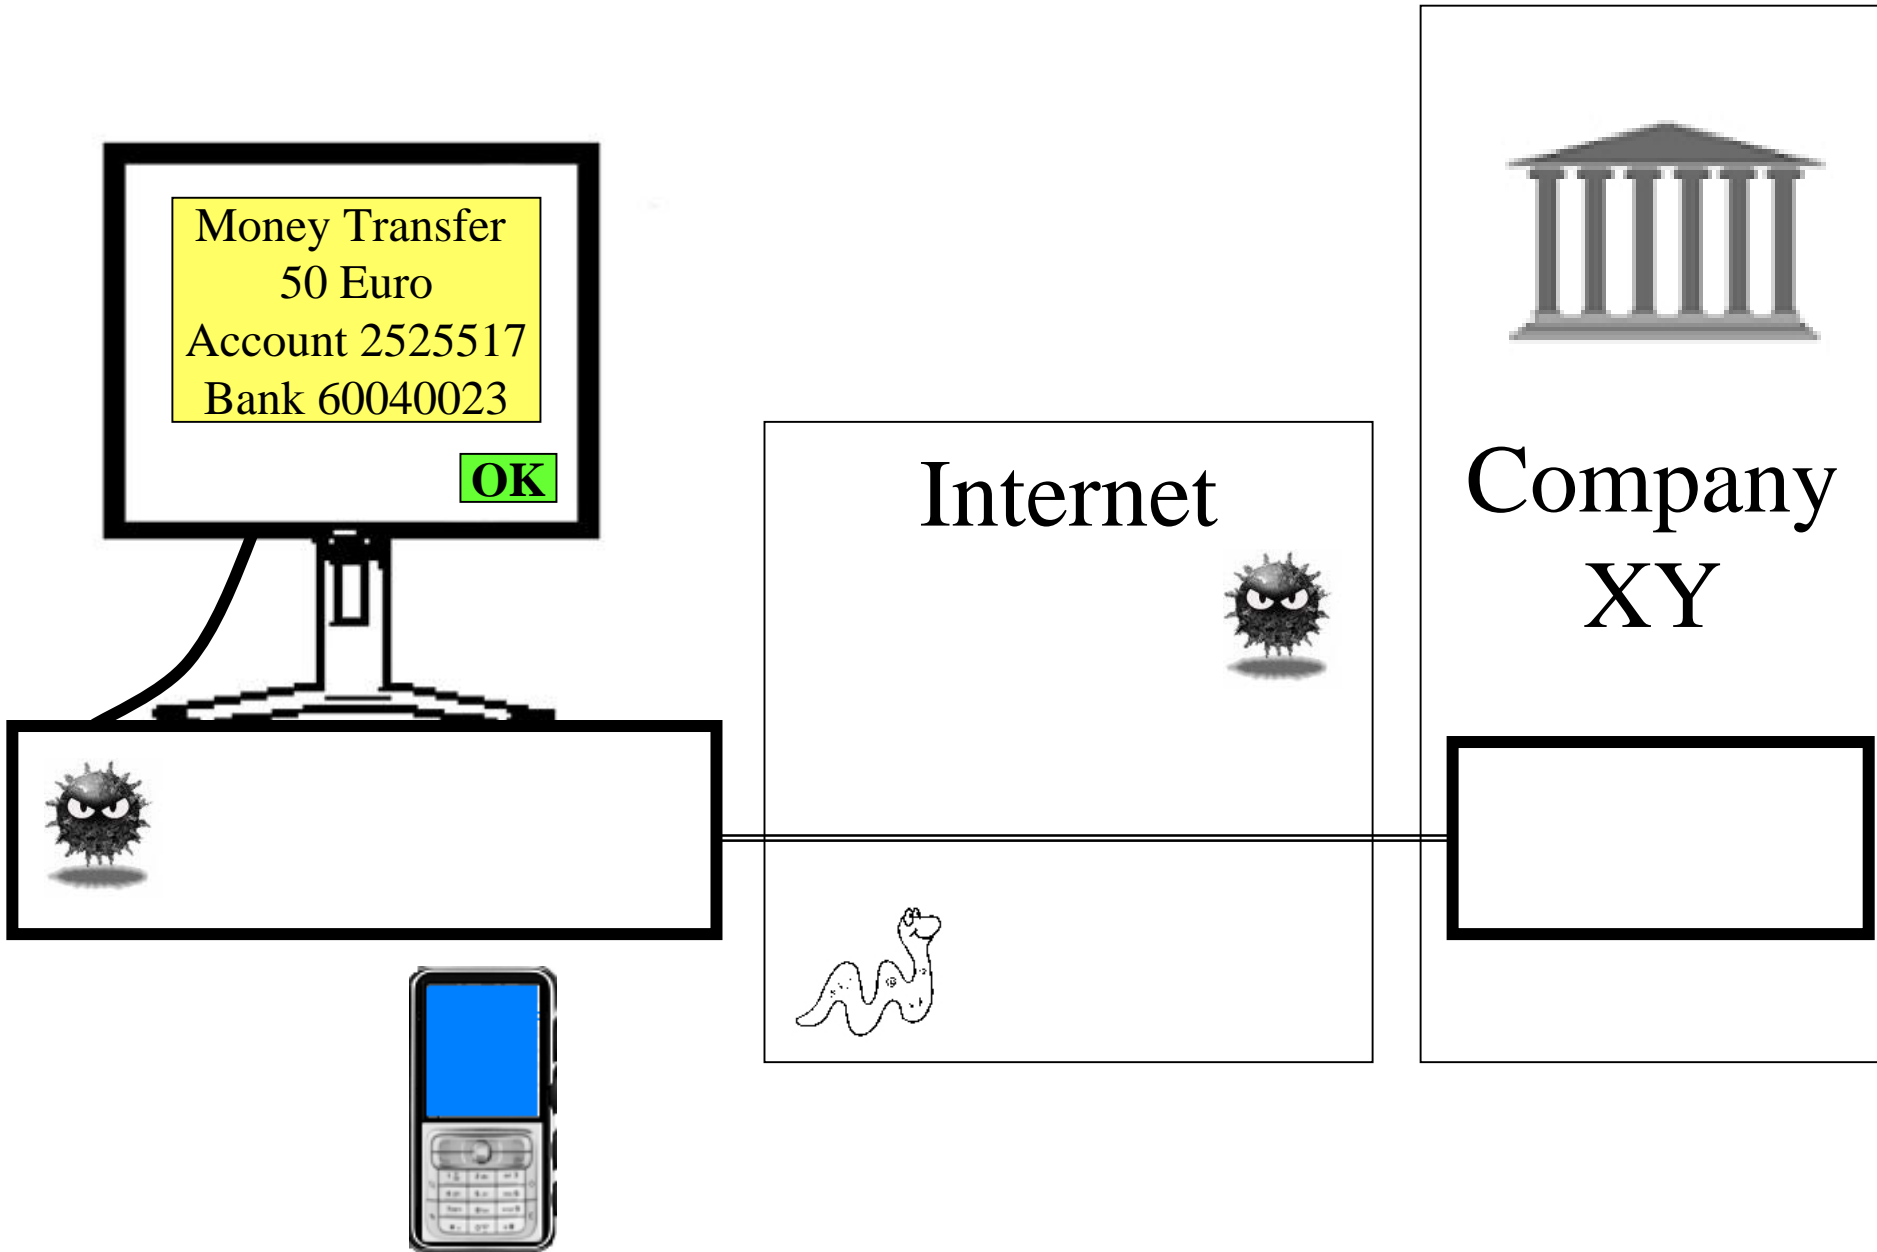 Money Transfer
50 Euro
Account 2525517
Bank 60040023
OK
Internet
Company
XY